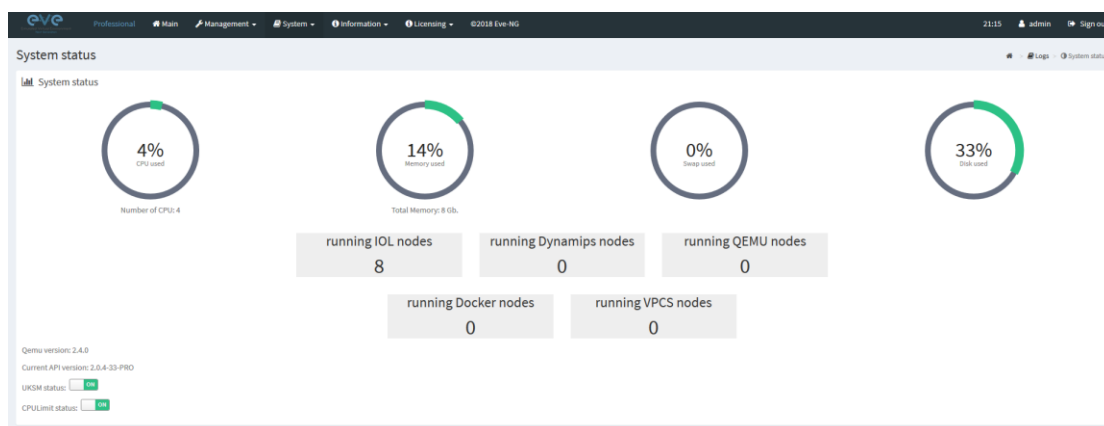 eve
Professional Main Management System Information Licensing ©2018 Eve-NG 21:15 admin Sign ou
System status Logs System statu
System status
4% 14% 0% 33%
CPU used Memory used Swap used Disk used
Number of CPU: 4 Total Memory: 8 Gb.
running IOL nodes running Dynamips nodes running QEMU nodes
8 0 0
running Docker nodes running VPCS nodes
0 0
Qemu version: 2.4.0
Current API version: 2.0.4-33-PRO
UKSM status: ON
CPULimit status: ON